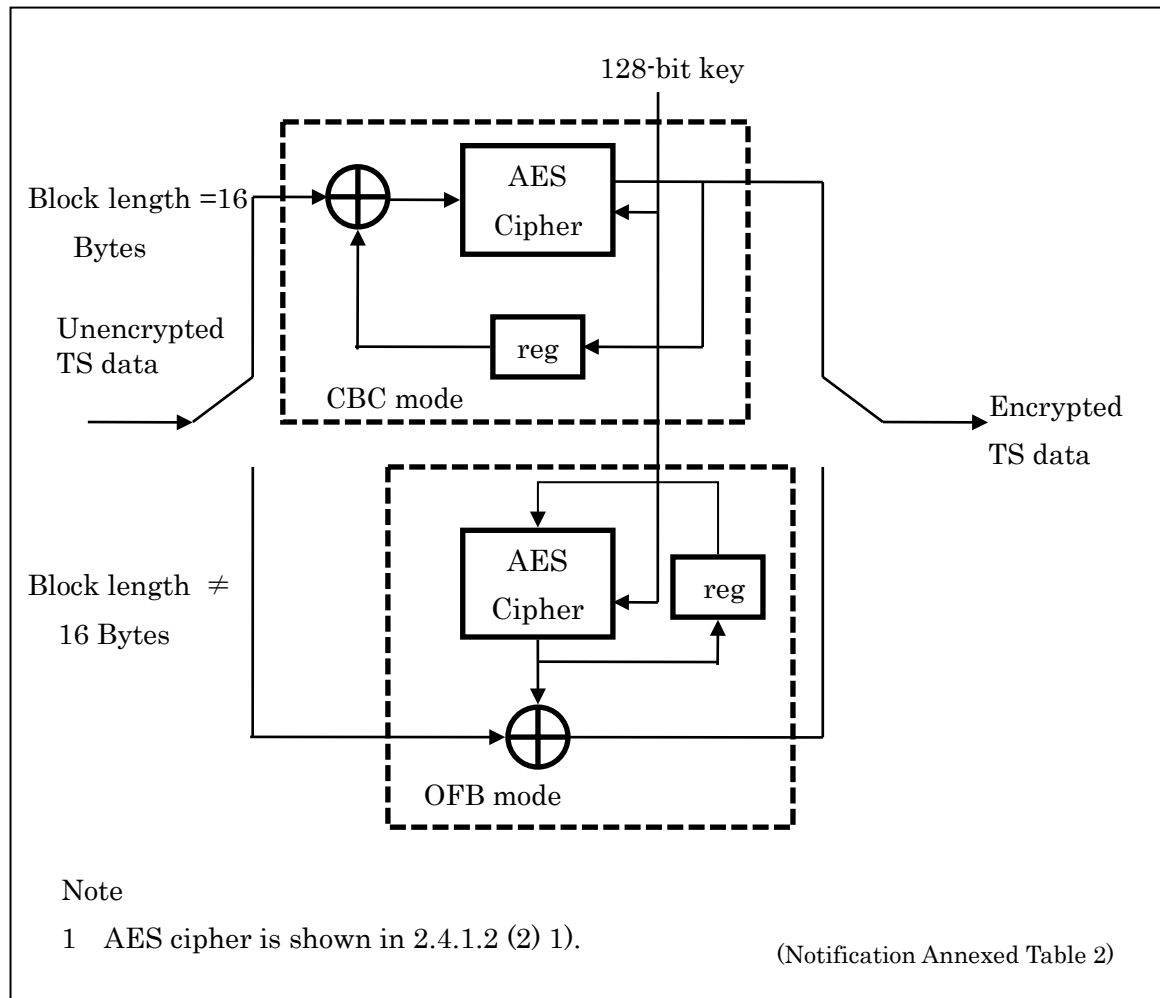 128-bit key
AES
Cipher
Block length =16
Bytes
Unencrypted
TS data
reg
CBC mode
Encrypted
TS data
AES
Cipher
reg
Block length ≠
16 Bytes
OFB mode
Note
1 AES cipher is shown in 2.4.1.2 (2) 1).
(Notification Annexed Table 2)